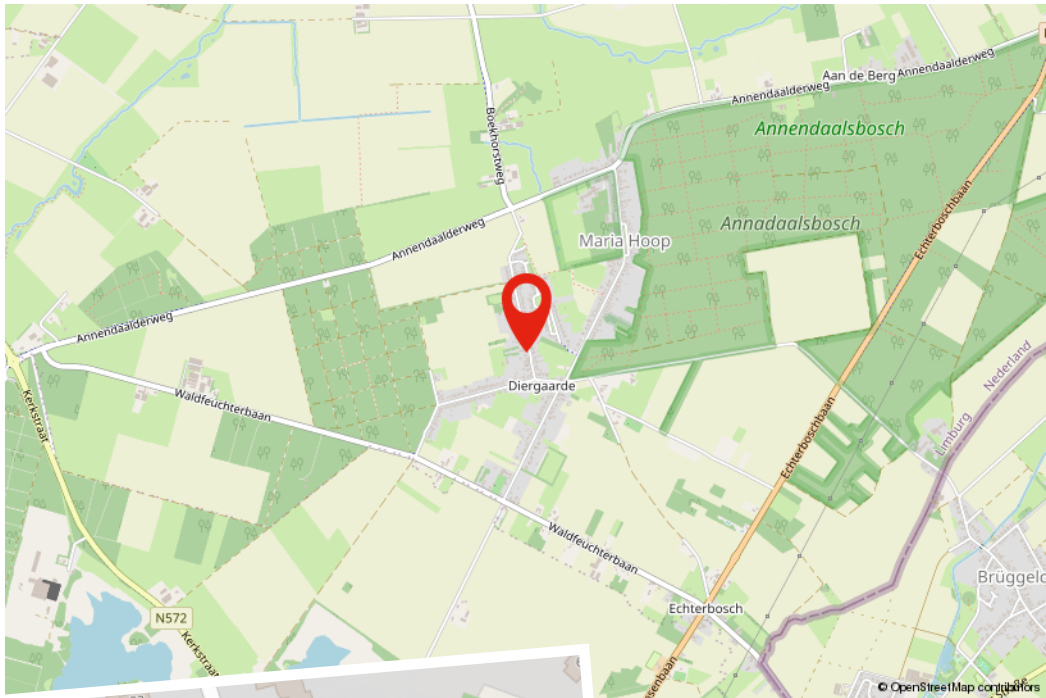 Aan de Berg
Annendaalderweg
Annendaalderweg
Annendaalsbosch
Boekhorstweg
Annadaalsbosch
Echterboschbaan
Maria Hoop
Annendaalderweg
Annendaalderweg
Nederland
Limburg
Diergaarde
Waldfeuchterbaan
Kerkstraat
Echterboschbaan
Waldfeuchterbaan
Echterbosch
N572
Kerkstraat
© OpenStreetMap contributors